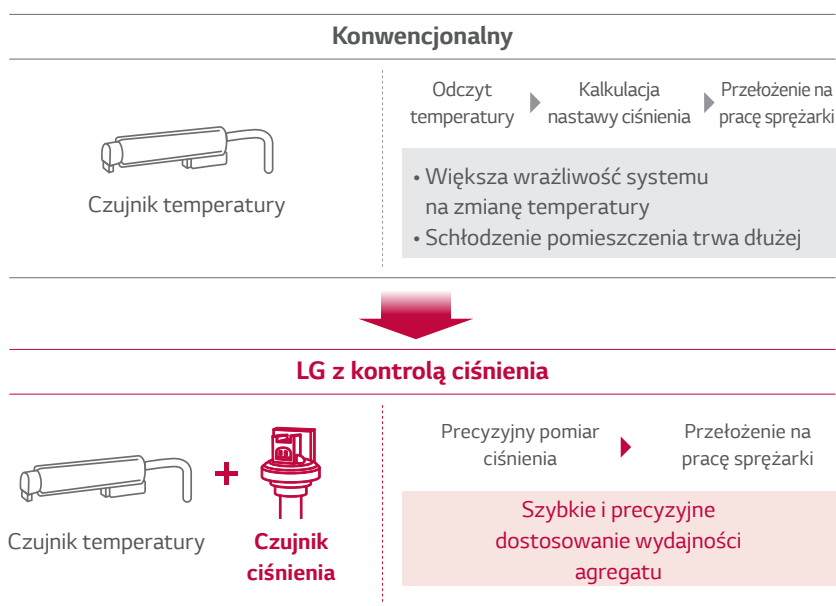 Konwencjonalny
Czujnik temperatury
Odczyt
temperatury
Kalkulacja
nastawy ciśnienia
Przełożenie na
pracę sprężarki
• Większa wrażliwość systemu
na zmianę temperatury
• Schłodzenie pomieszczenia trwa dłużej
LG z kontrolą ciśnienia
Czujnik temperatury
+
Czujnik
ciśnienia
Precyzyjny pomiar
ciśnienia
Przełożenie na
pracę sprężarki
Szybkie i precyzyjne
dostosowanie wydajności
agregatu